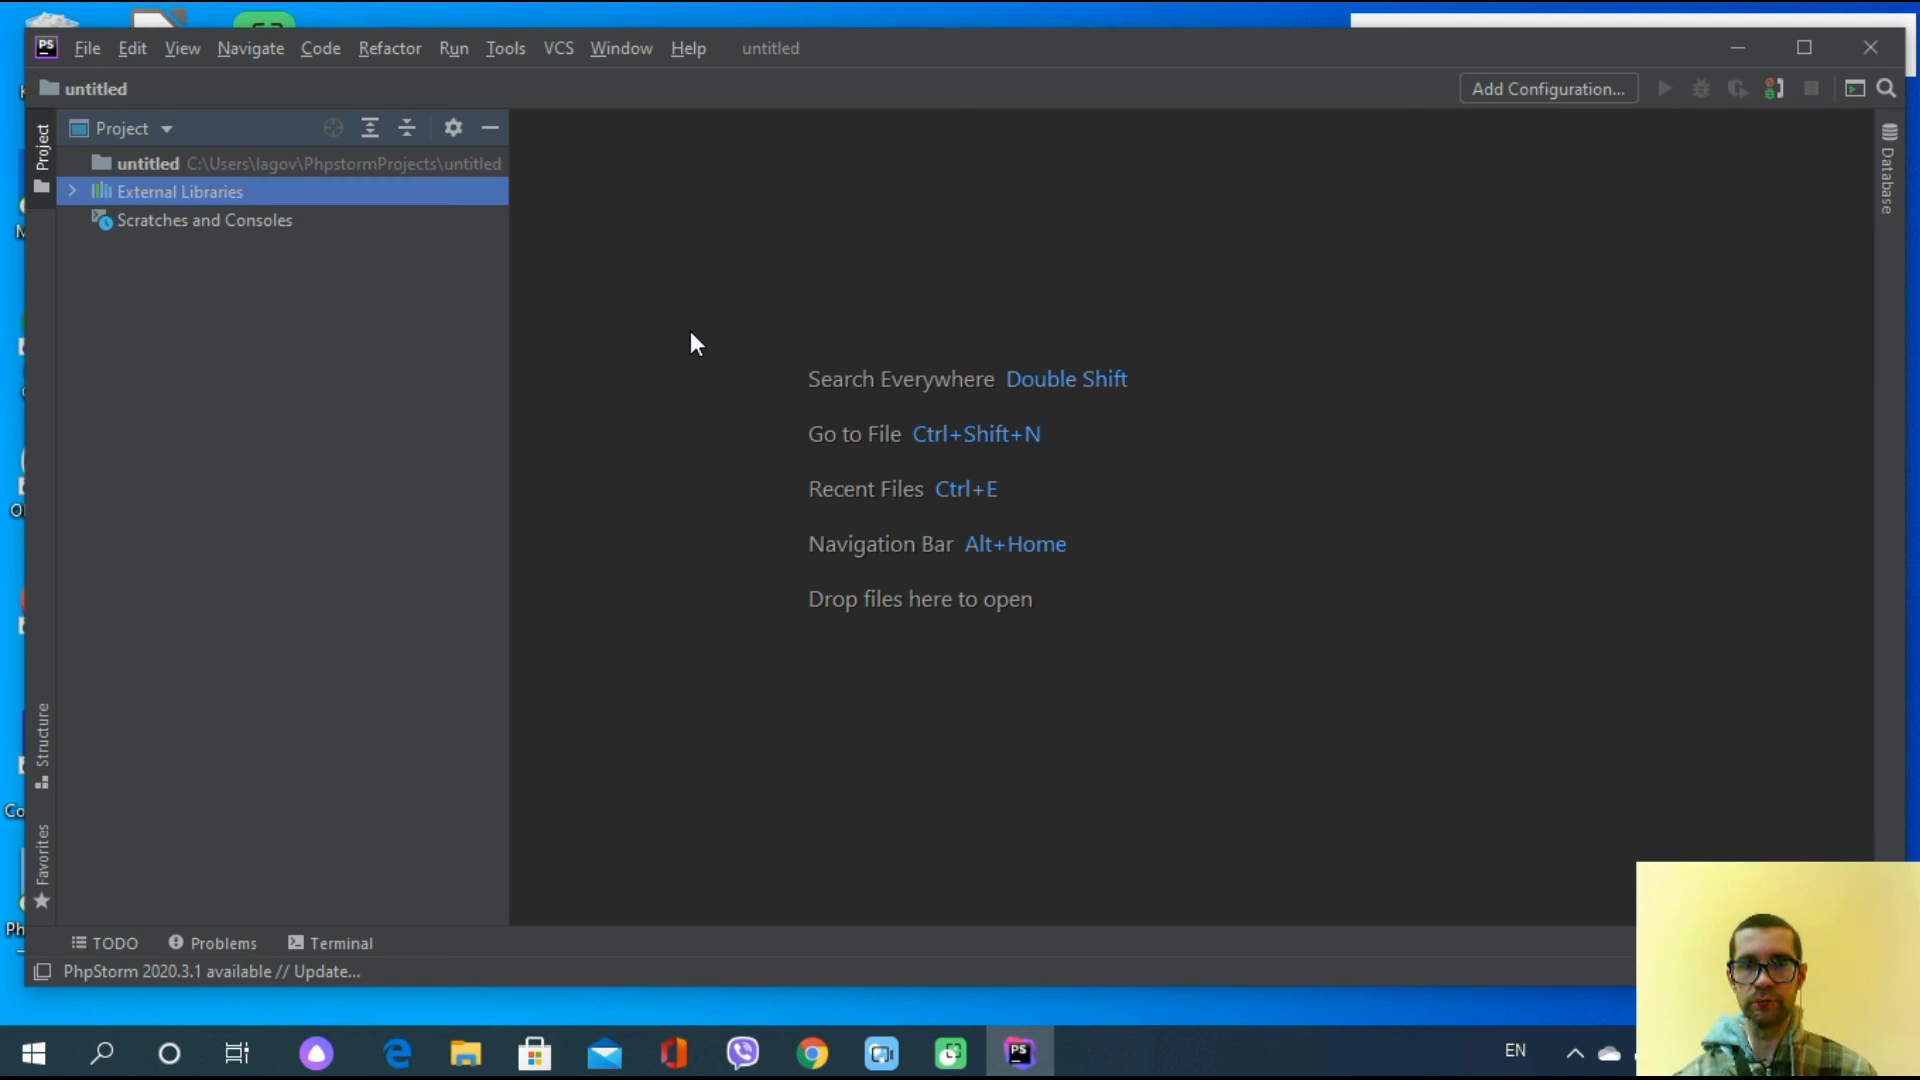 PS File Edit View Navigate Code Refactor Run Tools VCS Window Help untitled
untitled
Add Configuration...
Project
Project
untitled C:\Users\lagov\PhpstormProjects\untitled
External Libraries
Scratches and Consoles
Database
Search Everywhere Double Shift
Go to File Ctrl+Shift+N
Recent Files Ctrl+E
Navigation Bar Alt+Home
Drop files here to open
Structure
Favorites
TODO Problems Terminal
PhpStorm 2020.3.1 available // Update...
Co
Ph
PS
EN